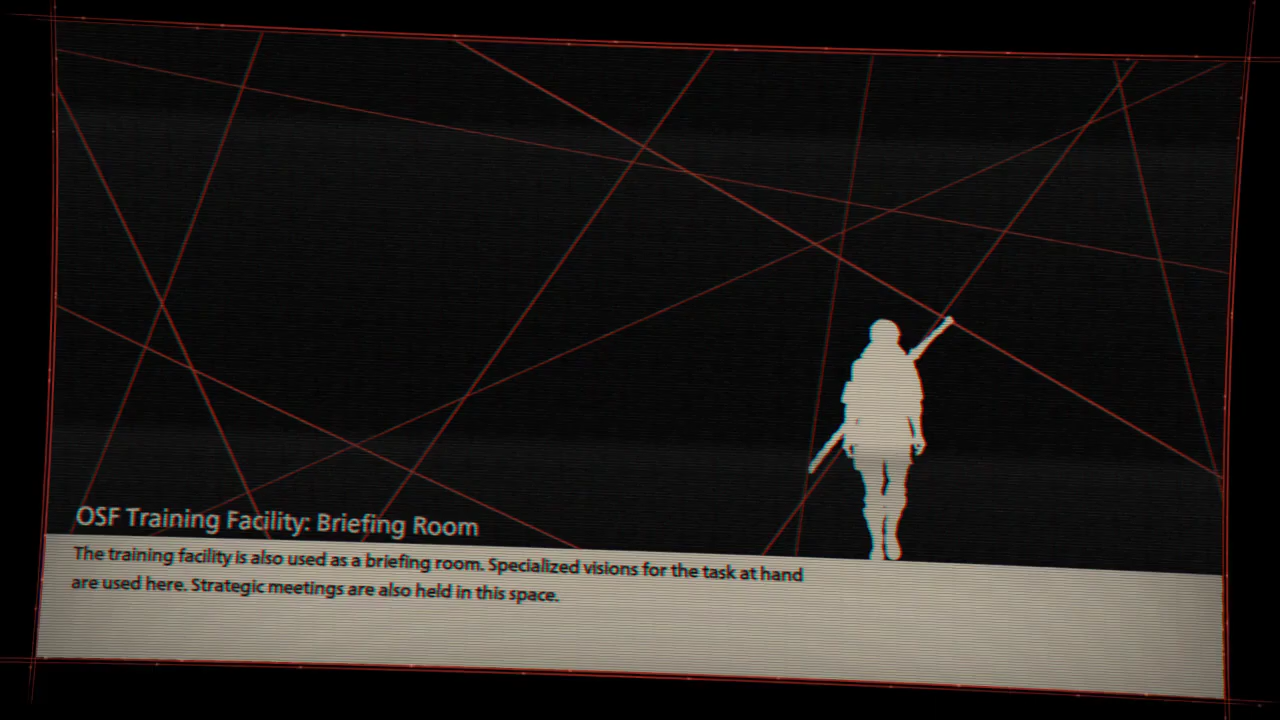 OSF Training Facility: Briefing Room
The training facility is also used as a briefing room. Specialized visions for the task at hand
are used here. Strategic meetings are also held in this space.